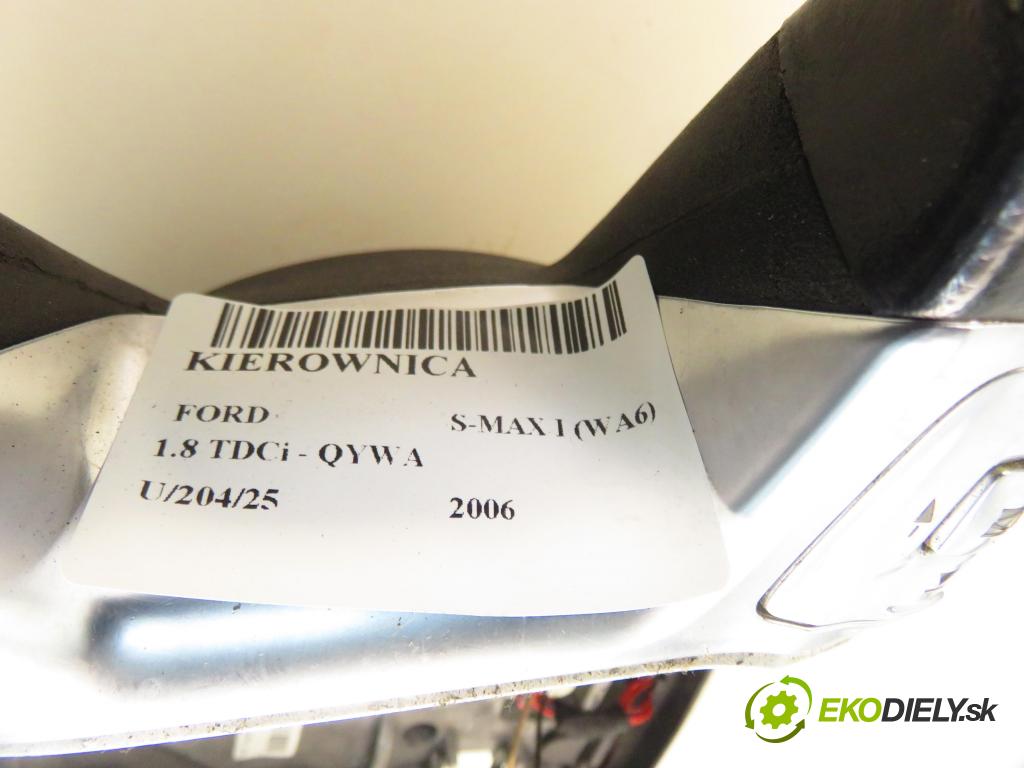 KIEROWNICA
FORD S-MAX I (WA6)
1.8 TDCi - QYWA
U/204/25 2006
EKODIELY.sk